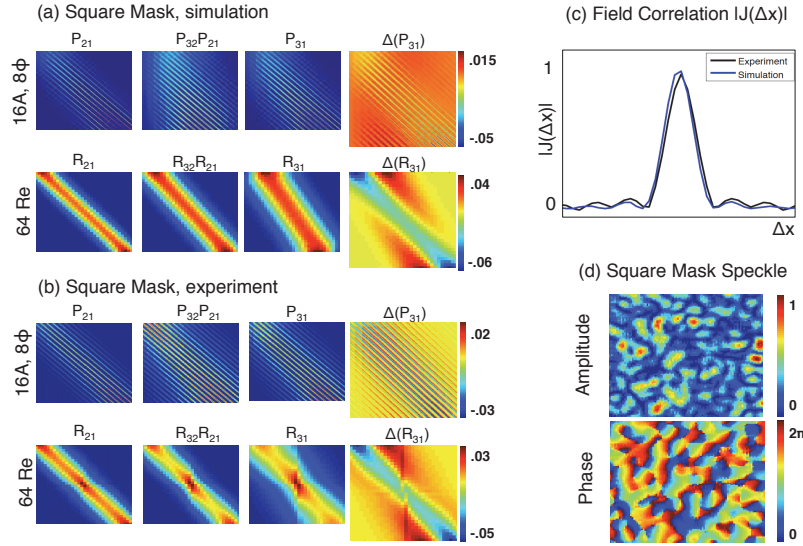 (a) Square Mask, simulation
P21 P32P21 P31 Δ(P31)
16A, 8ϕ
.015
-.05
R21 R32R21 R31 Δ(R31)
64 Re
.04
-.06
(b) Square Mask, experiment
P21 P32P21 P31 Δ(P31)
16A, 8ϕ
.02
-.03
R21 R32R21 R31 Δ(R31)
64 Re
.03
-.05
(c) Field Correlation |J(Δx)|
Experiment
Simulation
1
|J(Δx)|
0
Δx
(d) Square Mask Speckle
Amplitude
1
0
Phase
2π
0